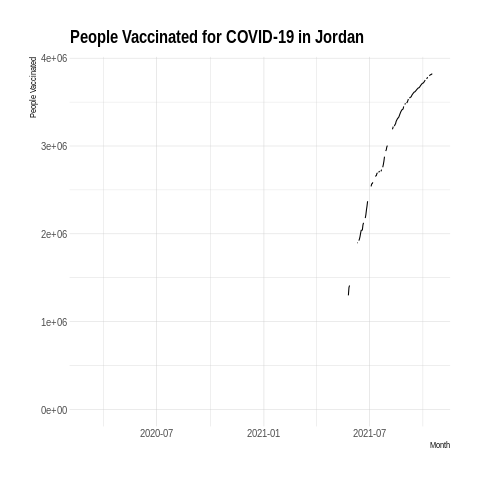 People Vaccinated for COVID-19 in Jordan
People Vaccinated
4e+06
3e+06
2e+06
1e+06
0e+00
2020-07
2021-01
2021-07
Month